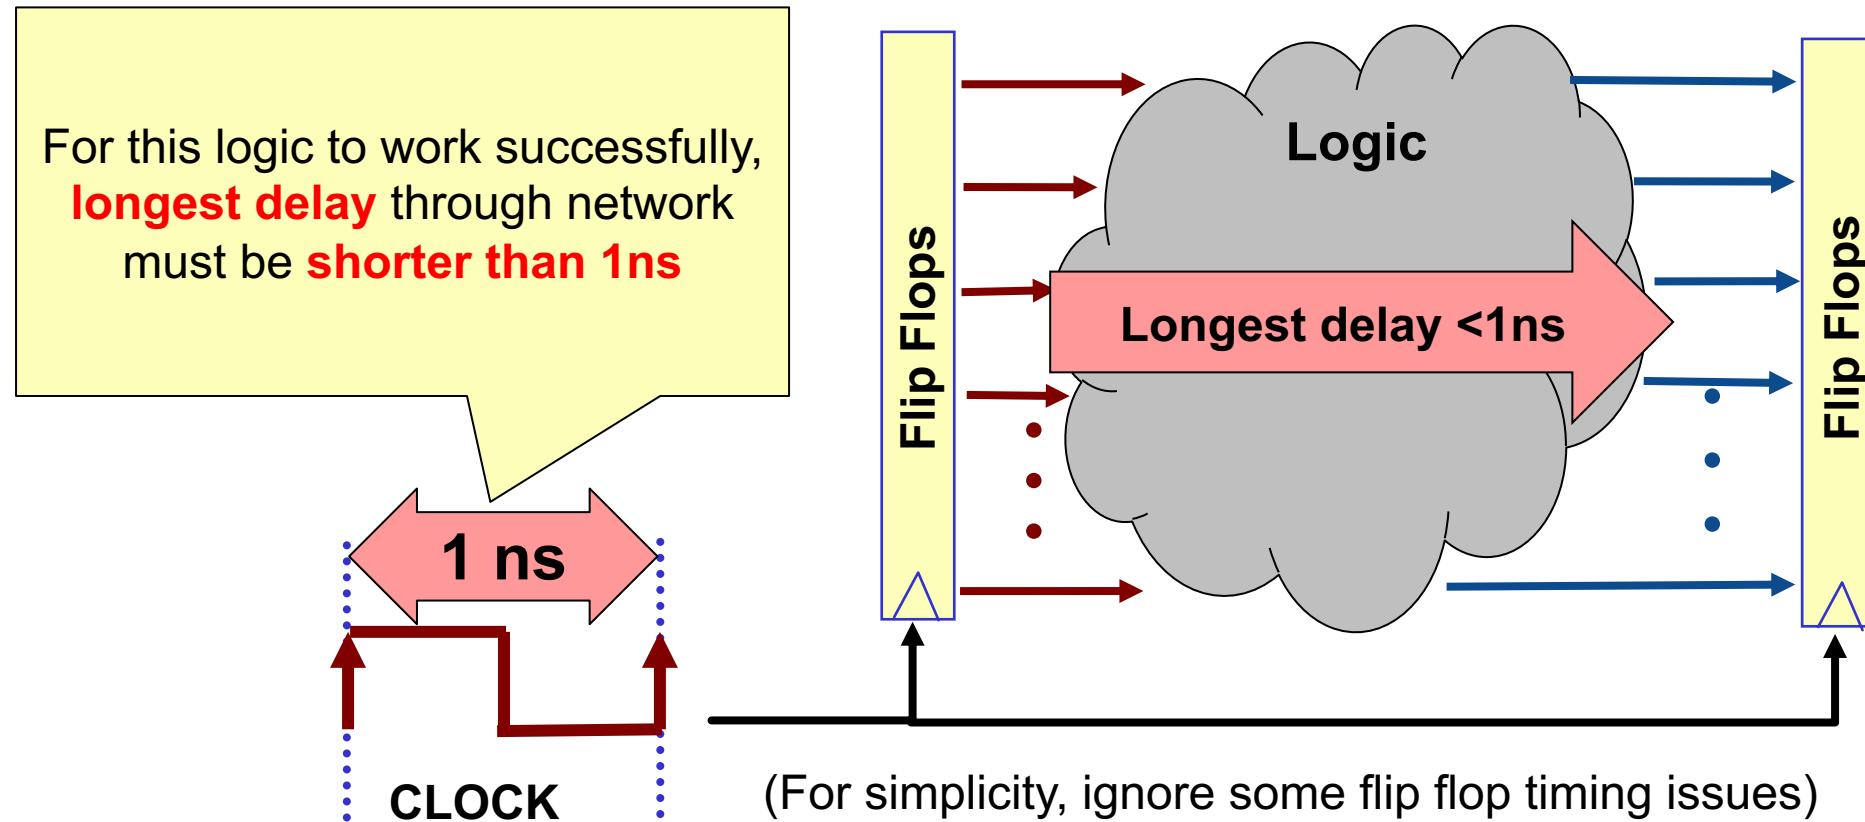 For this logic to work successfully,
longest delay through network
must be shorter than 1ns
1 ns
CLOCK
Flip Flops
Logic
Longest delay <1ns
Flip Flops
(For simplicity, ignore some flip flop timing issues)